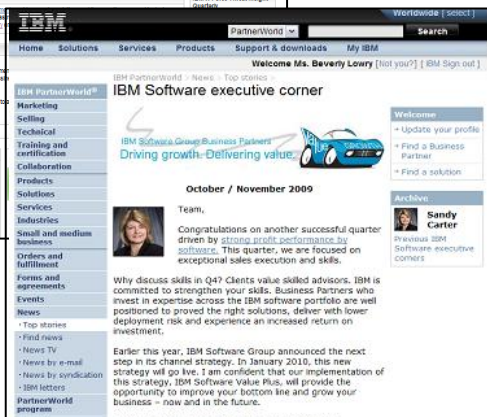 Quarterly
Worldwide [ select ]
IBM
PartnerWorld
Search
Home Solutions Services Products Support & downloads My IBM
Welcome Ms. Beverly Lowry [Not you?] [ IBM Sign out ]
IBM PartnerWorld > News > Top stories >
IBM Software executive corner
IBM PartnerWorld®
Marketing
Selling
Technical
Training and
certification
Collaboration
Products
Solutions
Services
Industries
Small and medium
business
Orders and
fulfillment
Forms and
agreements
Events
News
· Top stories
· Find news
· News TV
· News by e-mail
· News by syndication
· IBM letters
PartnerWorld
program
IBM Software Group Business Partners
Driving growth. Delivering value.
Value
October / November 2009
Team,
Congratulations on another successful quarter
driven by strong profit performance by
software. This quarter, we are focused on
exceptional sales execution and skills.
Why discuss skills in Q4? Clients value skilled advisors. IBM is
committed to strengthen your skills. Business Partners who
invest in expertise across the IBM software portfolio are well
positioned to proved the right solutions, deliver with lower
deployment risk and experience an increased return on
investment.
Earlier this year, IBM Software Group announced the next
step in its channel strategy. In January 2010, this new
strategy will go live. I am confident that our implementation of
this strategy, IBM Software Value Plus, will provide the
opportunity to improve your bottom line and grow your
business – now and in the future.
Welcome
Update your profile
Find a Business
Partner
Find a solution
Archive
Sandy
Carter
Previous IBM
Software executive
corners